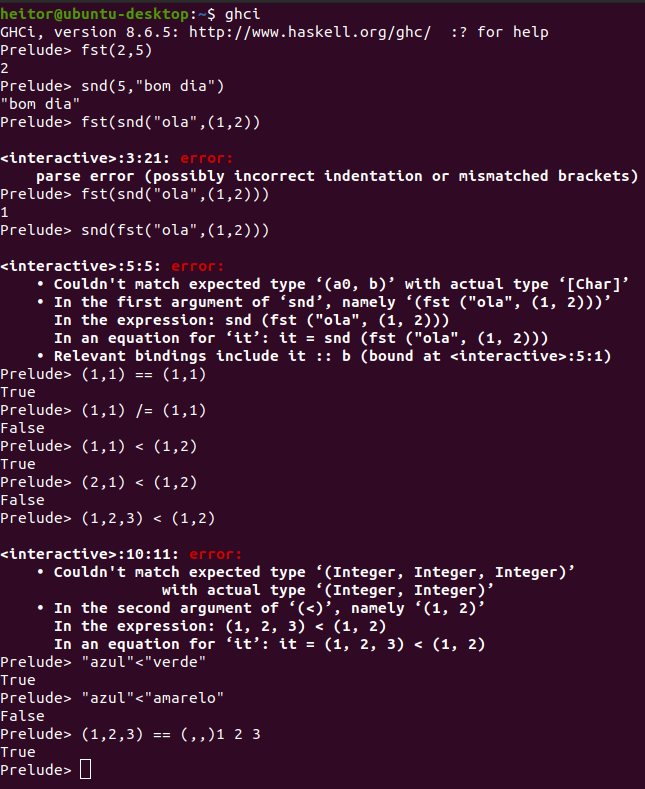 heitor@ubuntu-desktop:~$ ghci
GHCi, version 8.6.5: http://www.haskell.org/ghc/  :? for help
Prelude> fst(2,5)
2
Prelude> snd(5,"bom dia")
"bom dia"
Prelude> fst(snd("ola",(1,2))

<interactive>:3:21: error:
    parse error (possibly incorrect indentation or mismatched brackets)
Prelude> fst(snd("ola",(1,2)))
1
Prelude> snd(fst("ola",(1,2)))

<interactive>:5:5: error:
    • Couldn't match expected type ‘(a0, b)’ with actual type ‘[Char]’
    • In the first argument of ‘snd’, namely ‘(fst ("ola", (1, 2)))’
      In the expression: snd (fst ("ola", (1, 2)))
      In an equation for ‘it’: it = snd (fst ("ola", (1, 2)))
    • Relevant bindings include it :: b (bound at <interactive>:5:1)
Prelude> (1,1) == (1,1)
True
Prelude> (1,1) /= (1,1)
False
Prelude> (1,1) < (1,2)
True
Prelude> (2,1) < (1,2)
False
Prelude> (1,2,3) < (1,2)

<interactive>:10:11: error:
    • Couldn't match expected type ‘(Integer, Integer, Integer)’
                  with actual type ‘(Integer, Integer)’
    • In the second argument of ‘(<)’, namely ‘(1, 2)’
      In the expression: (1, 2, 3) < (1, 2)
      In an equation for ‘it’: it = (1, 2, 3) < (1, 2)
Prelude> "azul"<"verde"
True
Prelude> "azul"<"amarelo"
False
Prelude> (1,2,3) == (,,)1 2 3
True
Prelude>